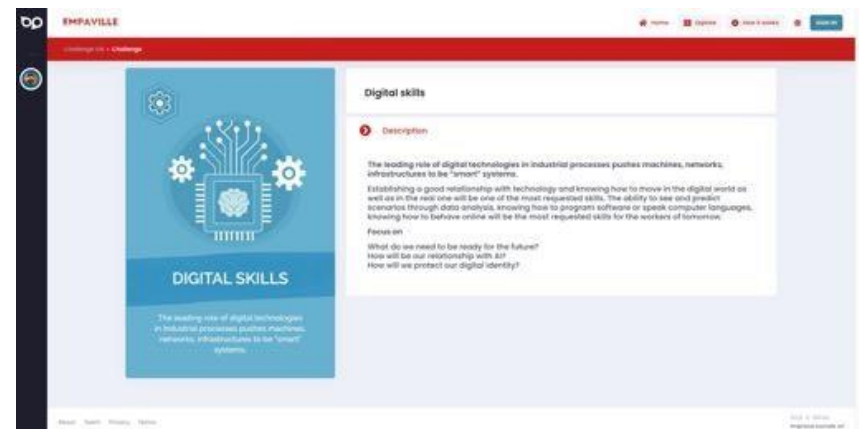 EMPAVILLE
Home Explore How it works SIGN IN
Challenge list > Challenge
Digital skills
Description
The leading role of digital technologies in industrial processes pushes machines, networks,
infrastructures to be "smart" systems.
Establishing a good relationship with technology and knowing how to move in the digital world as
well as in the real one will be one of the most requested skills. The ability to see and predict
scenarios through data analysis, knowing how to program software or speak computer languages,
knowing how to behave online will be the most requested skills for the workers of tomorrow.
Focus on
What do we need to be ready for the future?
How will be our relationship with AI?
How will we protect our digital identity?
DIGITAL SKILLS
The leading role of digital technologies
in industrial processes pushes machines,
networks, infrastructures to be "smart"
systems.
About Team Privacy Terms